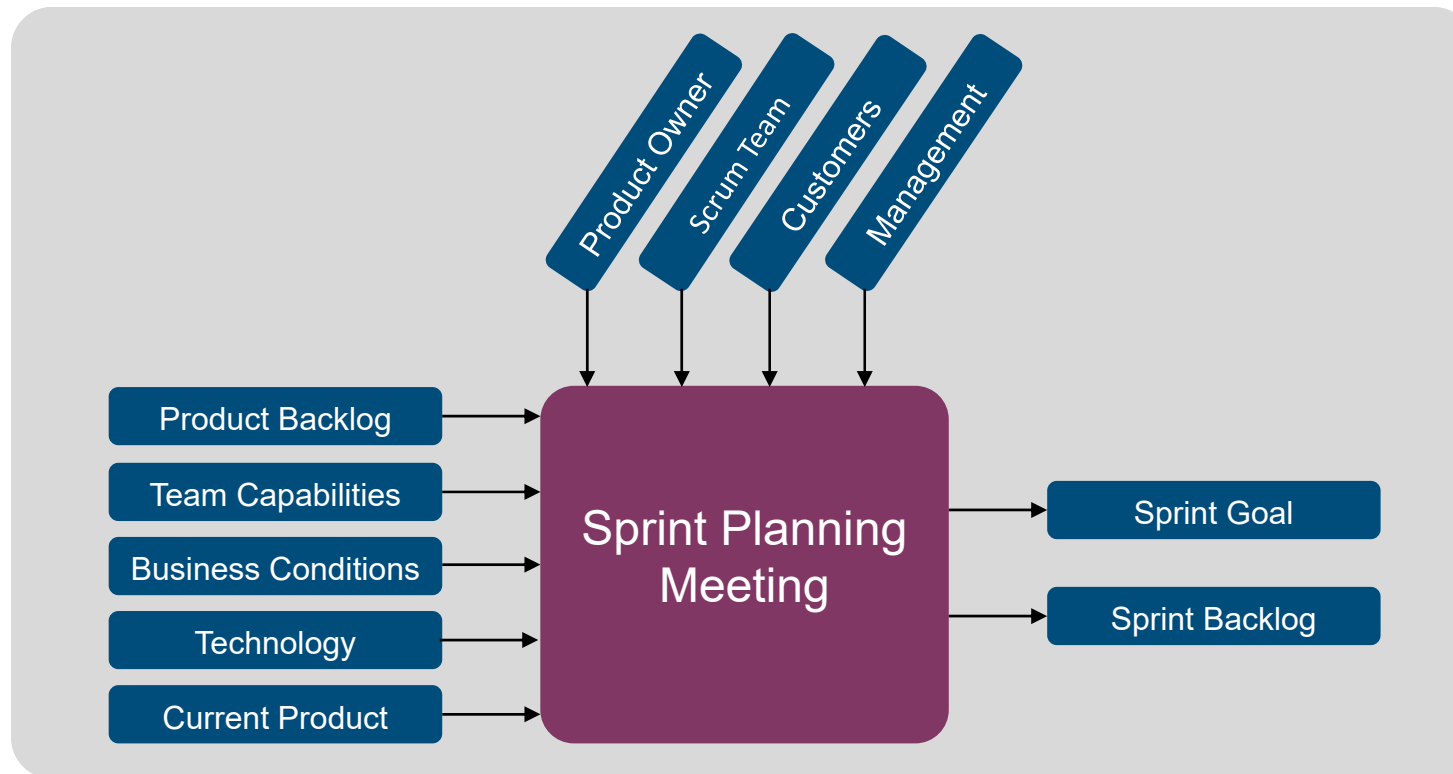 Product Owner
Scrum Team
Customers
Management
Product Backlog
Team Capabilities
Business Conditions
Technology
Current Product
Sprint Planning
Meeting
Sprint Goal
Sprint Backlog